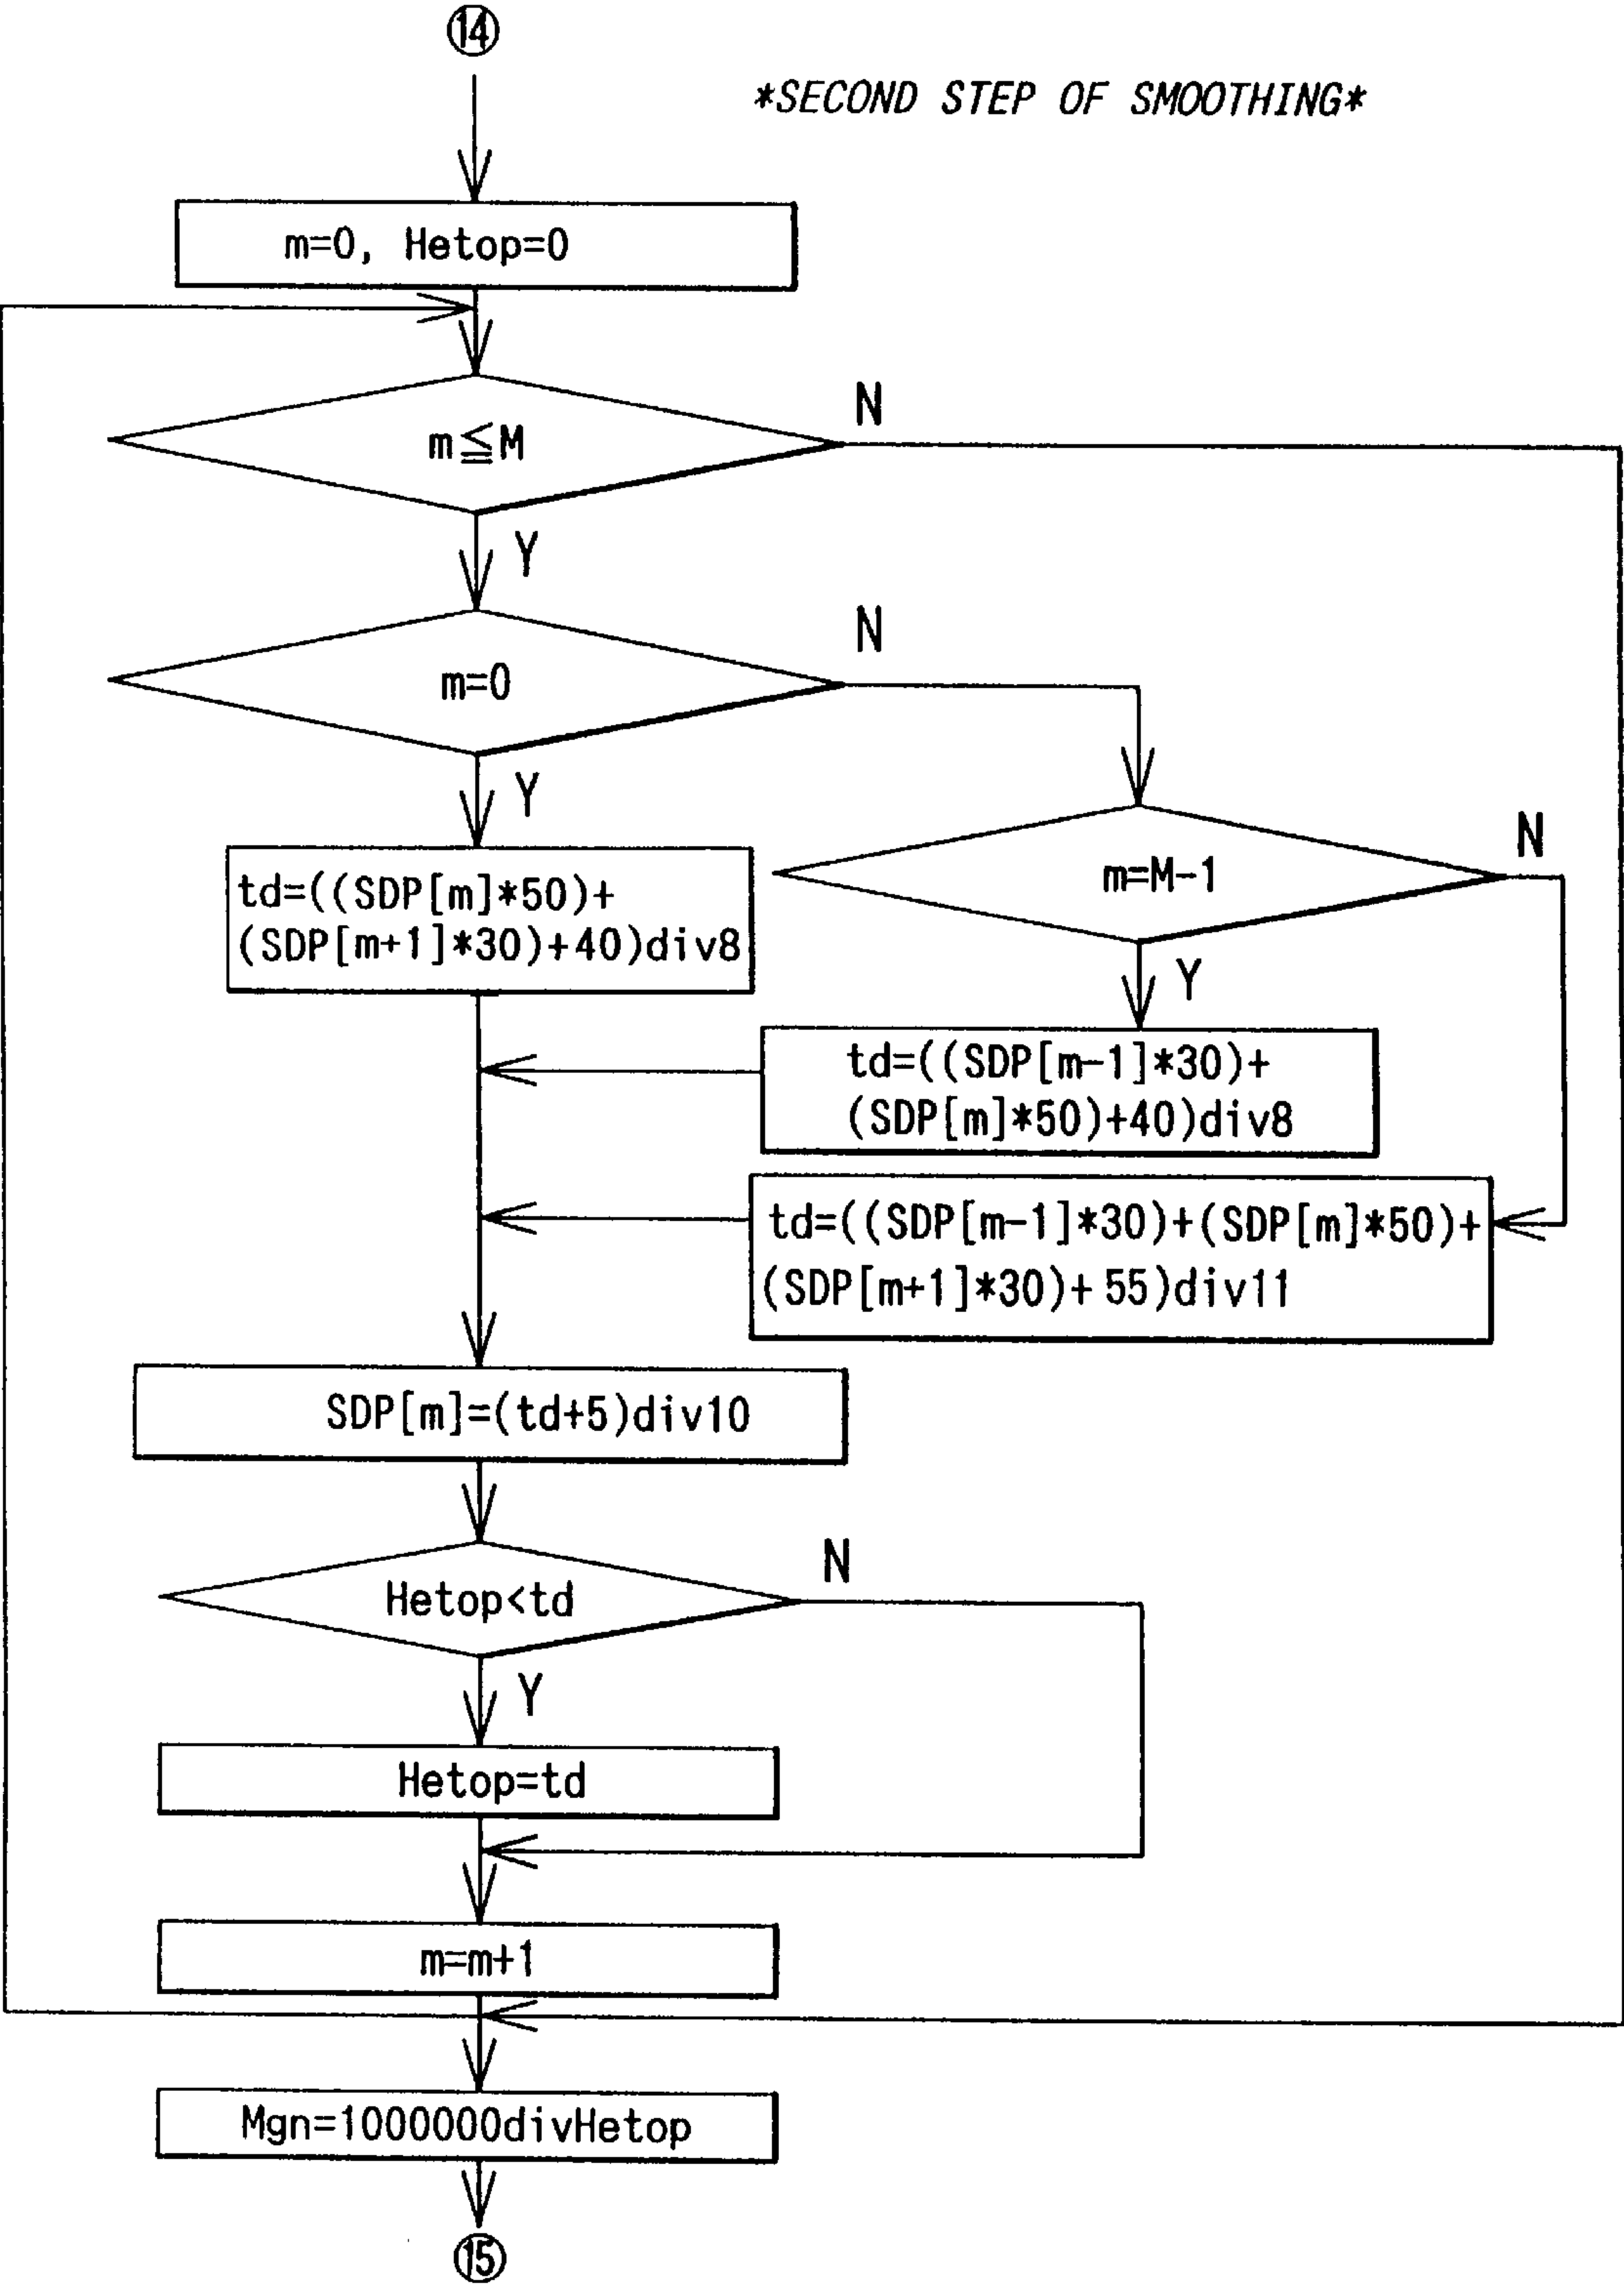 ⑭
*SECOND STEP OF SMOOTHING*
m=0, Hetop=0
m≦M
N
Y
m=0
N
Y
td=((SDP[m]*50)+
(SDP[m+1]*30)+40)div8
m=M-1
N
Y
td=((SDP[m-1]*30)+
(SDP[m]*50)+40)div8
td=((SDP[m-1]*30)+(SDP[m]*50)+
(SDP[m+1]*30)+55)div11
SDP[m]=(td+5)div10
Hetop<td
N
Y
Hetop=td
m=m+1
Mgn=1000000divHetop
⑮